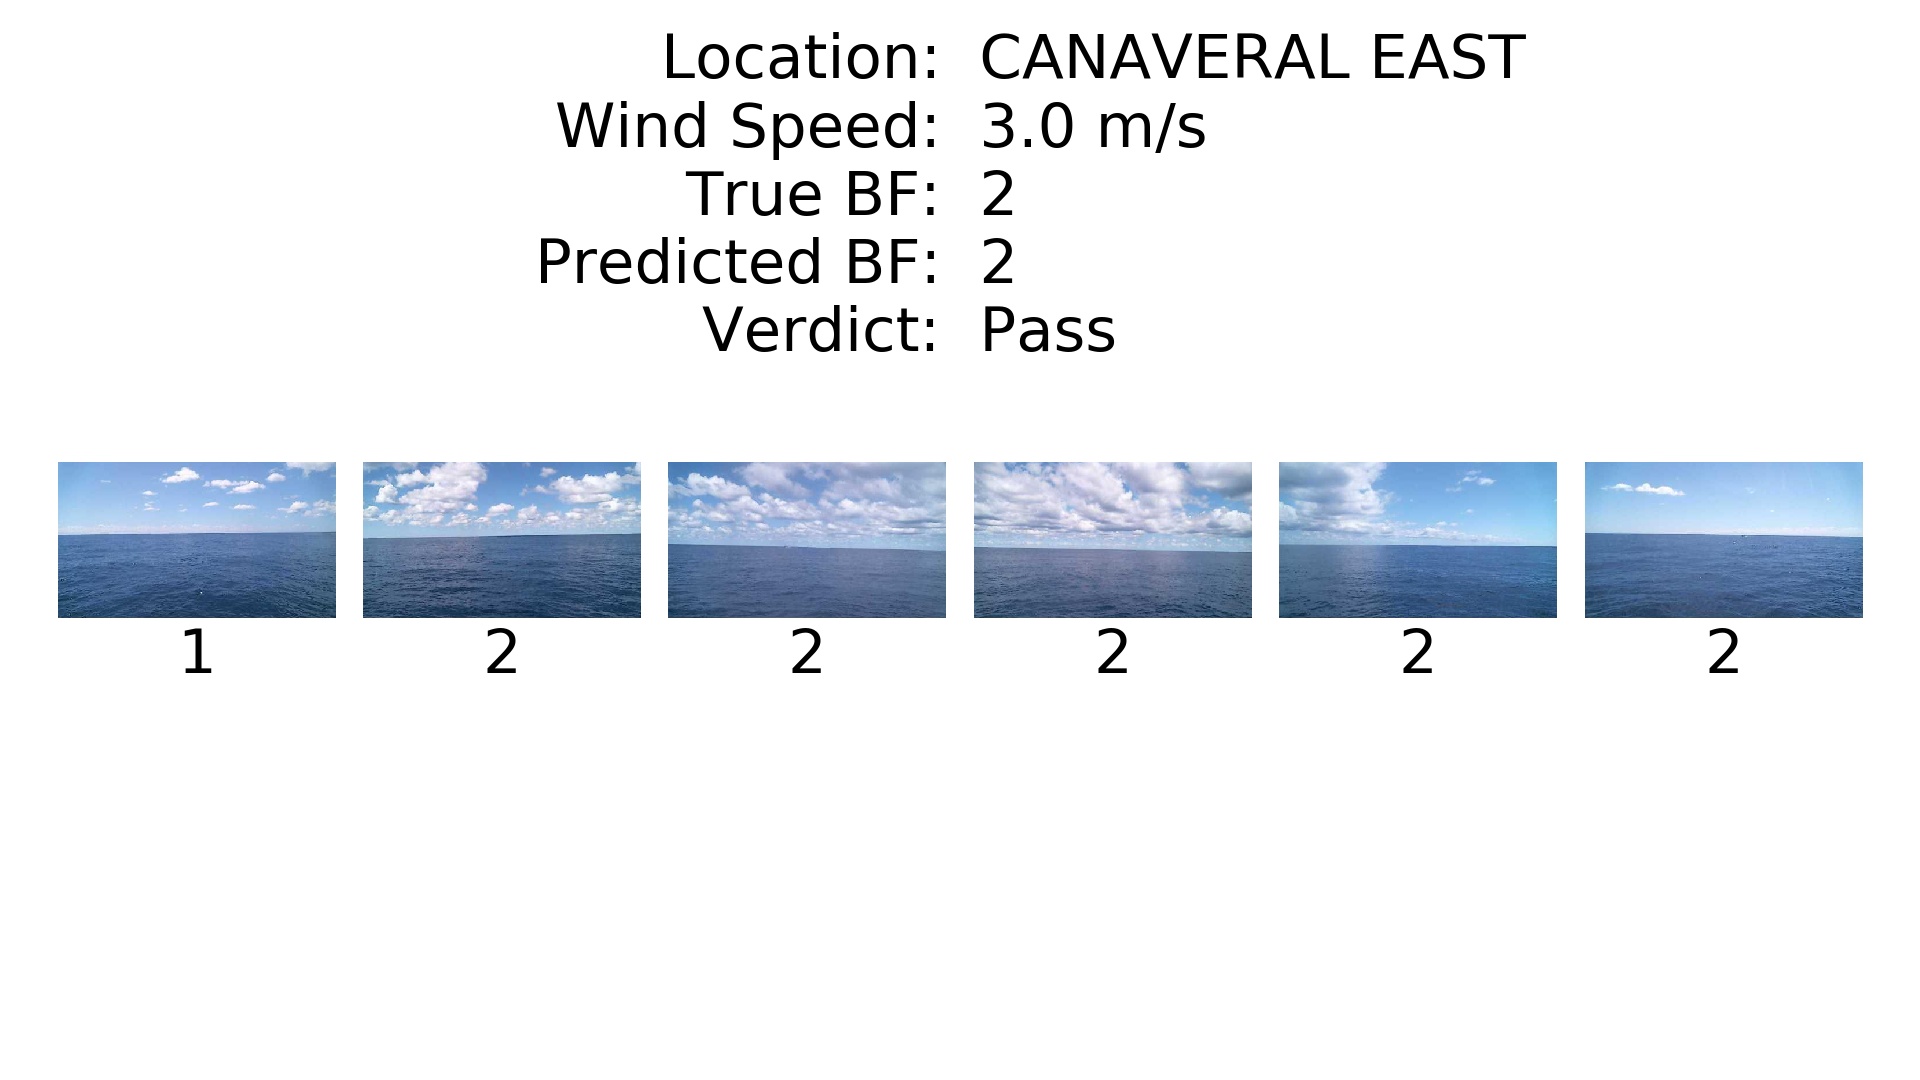 Location: CANAVERAL EAST
Wind Speed: 3.0 m/s
True BF: 2
Predicted BF: 2
Verdict: Pass
1 2 2 2 2 2